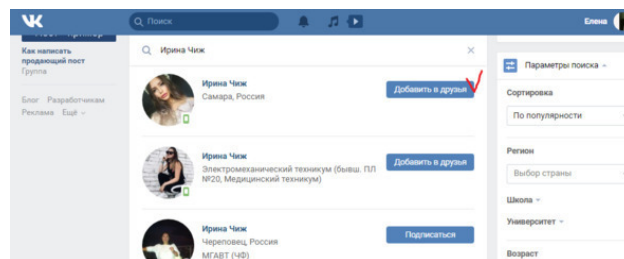 Поиск
Елена
Как написать
продающий пост
Группа
Блог Разработчикам
Реклама Ещё
Ирина Чиж
Ирина Чиж
Самара, Россия
Добавить в друзья
Ирина Чиж
Электромеханический техникум (бывш. ПЛ
№20, Медицинский техникум)
Добавить в друзья
Ирина Чиж
Череповец, Россия
МГАВТ (ЧФ)
Подписаться
Параметры поиска
Сортировка
По популярности
Регион
Выбор страны
Школа
Университет
Возраст